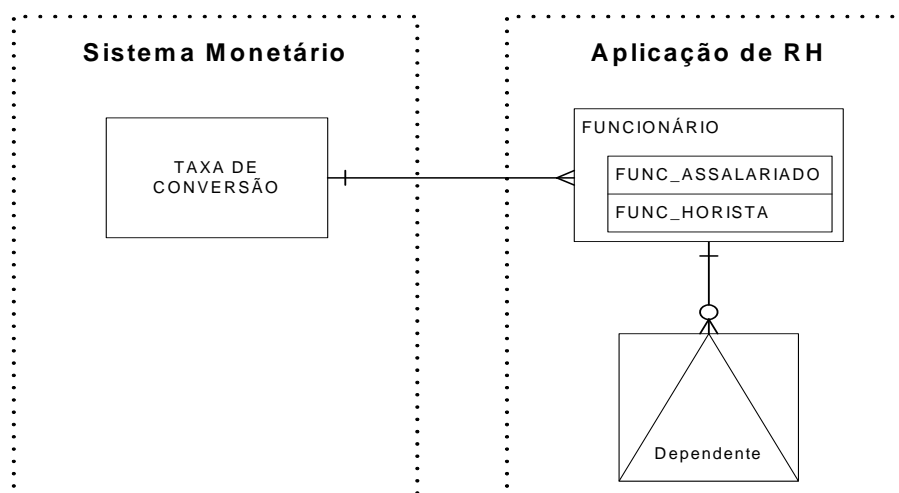 Sistema Monetário
Aplicação de RH
TAXA DE
CONVERSÃO
FUNCIONÁRIO
FUNC_ASSALARIADO
FUNC_HORISTA
Dependente